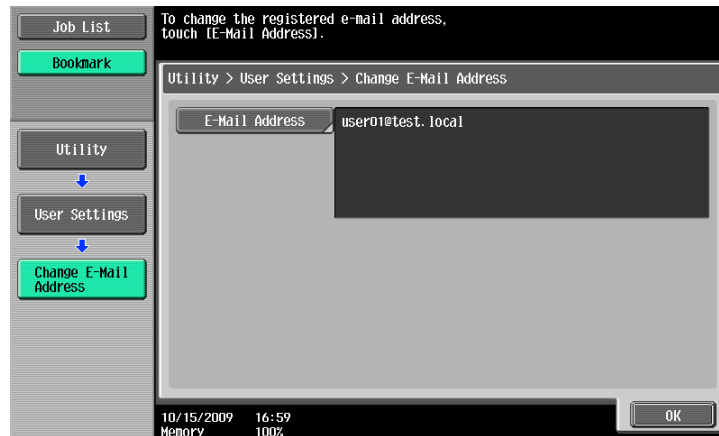 Job List
Bookmark
Utility
User Settings
Change E-Mail
Address
To change the registered e-mail address,
touch [E-Mail Address].
Utility > User Settings > Change E-Mail Address
E-Mail Address
user01@test.local
10/15/2009 16:59
Memory 100%
OK